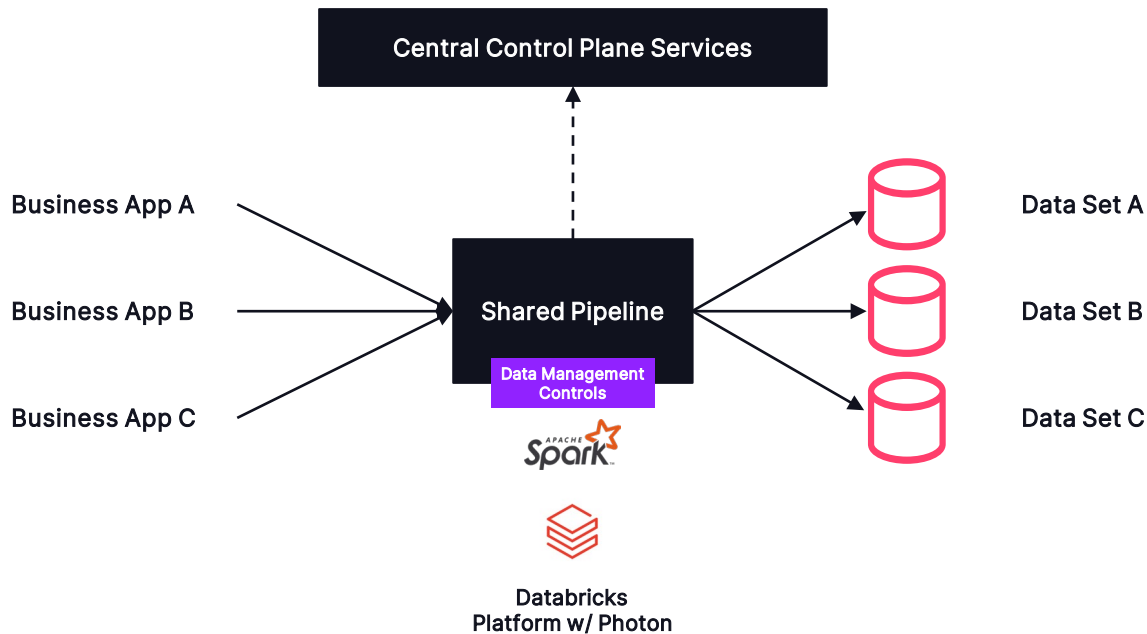 Central Control Plane Services
Business App A
Data Set A
Business App B
Shared Pipeline
Data Set B
Data Management
Controls
Business App C
Data Set C
APACHE
Spark™
Databricks
Platform w/ Photon